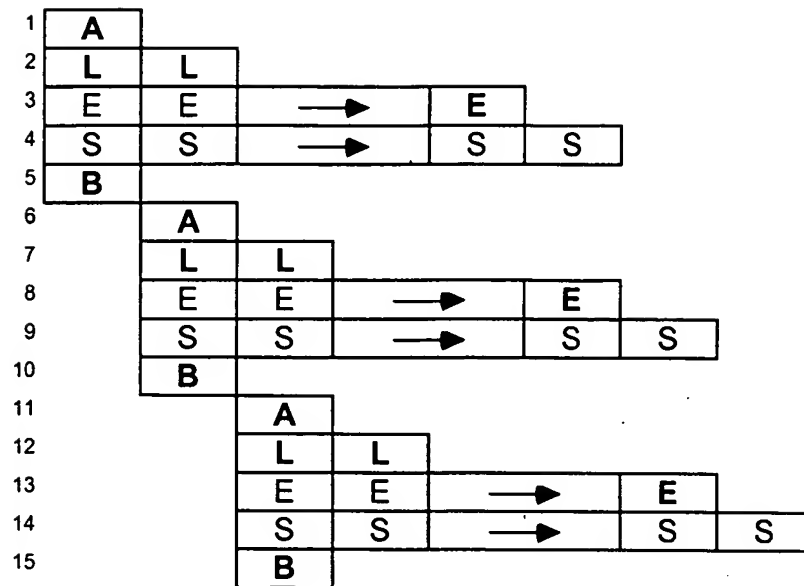 1 A
2 L L
3 E E → E
4 S S → S S
5 B
6 A
7 L L
8 E E → E
9 S S → S S
10 B
11 A
12 L L
13 E E → E
14 S S → S S
15 B